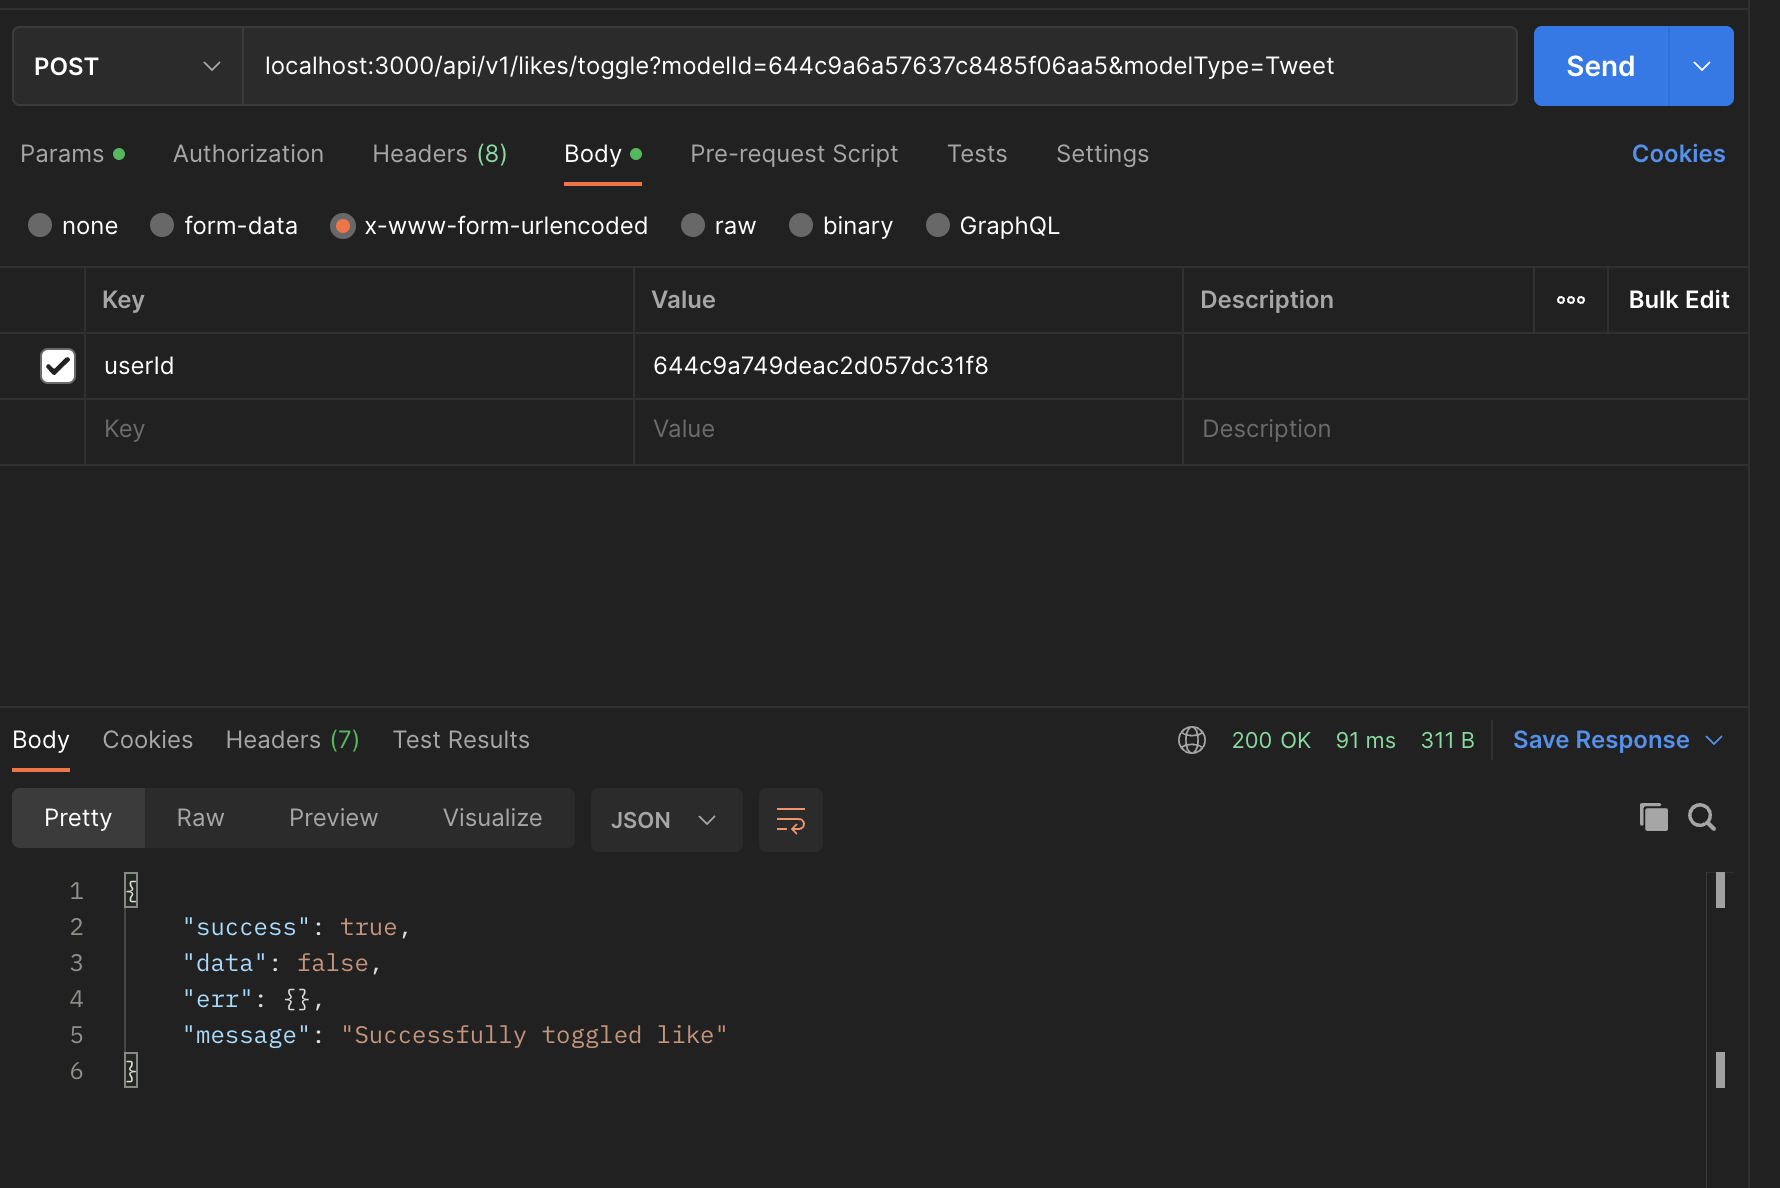 POST localhost:3000/api/v1/likes/toggle?modelId=644c9a6a57637c8485f06aa5&modelType=Tweet Send
Params Authorization Headers (8) Body Pre-request Script Tests Settings Cookies
none form-data x-www-form-urlencoded raw binary GraphQL
Key Value Description Bulk Edit
userId 644c9a749deac2d057dc31f8
Key Value Description
Body Cookies Headers (7) Test Results 200 OK 91 ms 311 B Save Response
Pretty Raw Preview Visualize JSON
1 {
2 "success": true,
3 "data": false,
4 "err": {},
5 "message": "Successfully toggled like"
6 }